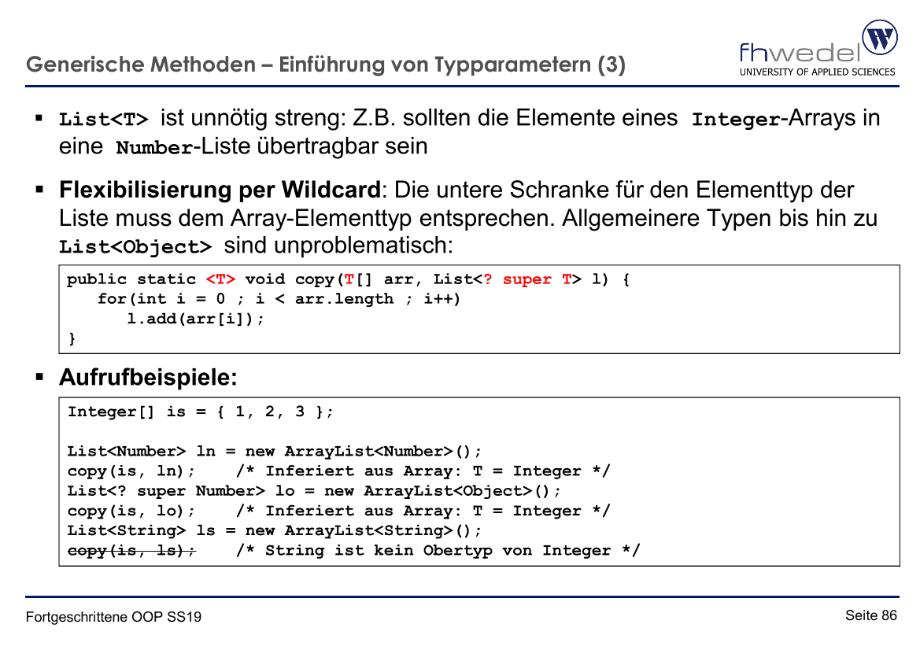 Generische Methoden – Einführung von Typparametern (3)
fhwedel
UNIVERSITY OF APPLIED SCIENCES
▪ List<T> ist unnötig streng: Z.B. sollten die Elemente eines Integer-Arrays in
eine Number-Liste übertragbar sein
▪ Flexibilisierung per Wildcard: Die untere Schranke für den Elementtyp der
Liste muss dem Array-Elementtyp entsprechen. Allgemeinere Typen bis hin zu
List<Object> sind unproblematisch:
public static <T> void copy(T[] arr, List<? super T> l) {
   for(int i = 0 ; i < arr.length ; i++)
      l.add(arr[i]);
}
▪ Aufrufbeispiele:
Integer[] is = { 1, 2, 3 };
List<Number> ln = new ArrayList<Number>();
copy(is, ln);    /* Inferiert aus Array: T = Integer */
List<? super Number> lo = new ArrayList<Object>();
copy(is, lo);    /* Inferiert aus Array: T = Integer */
List<String> ls = new ArrayList<String>();
copy(is, ls);    /* String ist kein Obertyp von Integer */
Fortgeschrittene OOP SS19
Seite 86